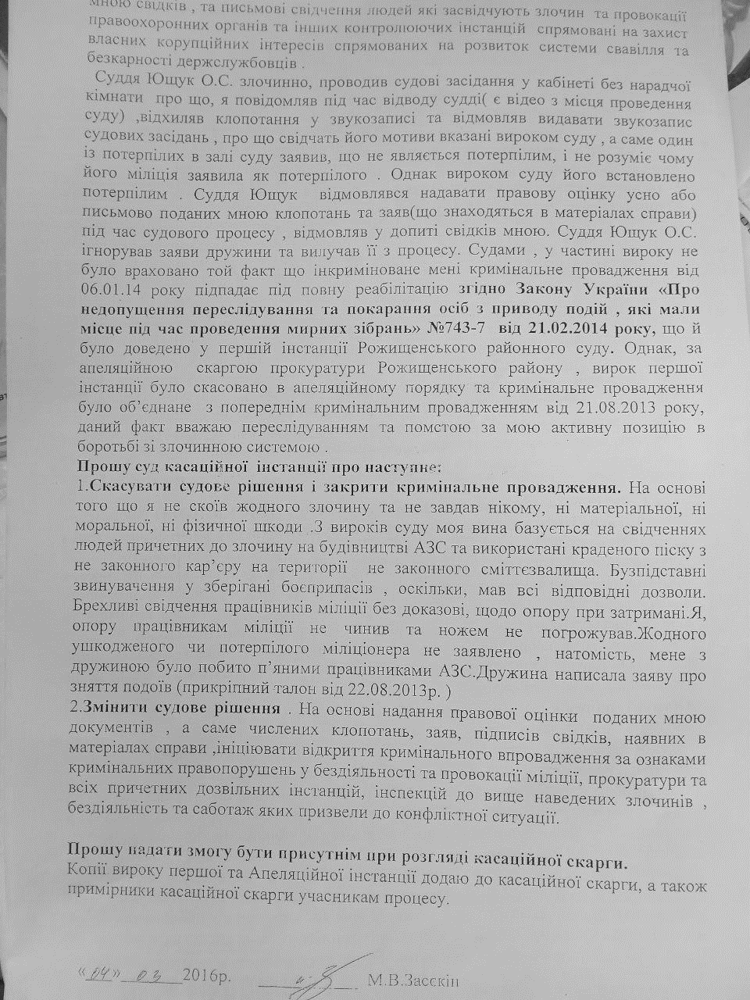 мною свідків , та письмові свідчення людей які засвідчують злочин та провокації
правоохоронних органів та інших контролюючих інстанцій спрямовані на захист
власних корупційних інтересів спрямованих на розвиток системи свавілля та
безкарності держслужбовців .
Суддя Ющук О.С. злочинно, проводив судові засідання у кабінеті без нарадчої
кімнати про що, я повідомляв під час відводу судді( є відео з місця проведення
суду) ,відхиляв клопотання у звукозаписі та відмовляв видавати звукозапис
судових засідань , про що свідчать його мотиви вказані вироком суду , а саме один
із потерпілих в залі суду заявив, що не являється потерпілим, і не розуміє чому
його міліція заявила як потерпілого . Однак вироком суду його встановлено
потерпілим . Суддя Ющук відмовлявся надавати правову оцінку усно або
письмово поданих мною клопотань та заяв(що знаходяться в матеріалах справи)
під час судового процесу , відмовляв у допиті свідків мною. Суддя Ющук О.С.
ігнорував заяви дружини та вилучав її з процесу. Судами , у частині вироку не
було враховано той факт що інкриміноване мені кримінальне провадження від
06.01.14 року підпадає під повну реабілітацію згідно Закону України «Про
недопущення переслідування та покарання осіб з приводу подій , які мали
місце під час проведення мирних зібрань» №743-7 від 21.02.2014 року, що й
було доведено у першій інстанції Рожищенського районного суду. Однак, за
апеляційною скаргою прокуратури Рожищенського району , вирок першої
інстанції було скасовано в апеляційному порядку та кримінальне провадження
було об’єднане з попереднім кримінальним провадженням від 21.08.2013 року,
даний факт вважаю переслідуванням та помстою за мою активну позицію в
боротьбі зі злочинною системою .
Прошу суд касаційної інстанції про наступне:
1.Скасувати судове рішення і закрити кримінальне провадження. На основі
того що я не скоїв жодного злочину та не завдав нікому, ні матеріальної, ні
моральної, ні фізичної шкоди .З вироків суду моя вина базується на свідченнях
людей причетних до злочину на будівництві АЗС та використані краденого піску з
не законного кар’єру на території не законного сміттєзвалища. Бузпідставні
звинувачення у зберігані боєприпасів , оскільки, мав всі відповідні дозволи.
Брехливі свідчення працівників міліції без доказові, щодо опору при затримані.Я,
опору працівникам міліції не чинив та ножем не погрожував.Жодного
ушкодженого чи потерпілого міліціонера не заявлено , натомість, мене з
дружиною було побито п’яними працівниками АЗС.Дружина написала заяву про
зняття подоїв (прикріпний талон від 22.08.2013р. )
2.Змінити судове рішення . На основі надання правової оцінки поданих мною
документів , а саме числених клопотань, заяв, підписів свідків, наявних в
матеріалах справи ,ініціювати відкриття кримінального впровадження за ознаками
кримінальних правопорушень у бездіяльності та провокації міліції, прокуратури та
всіх причетних дозвільних інстанцій, інспекцій до вище наведених злочинів ,
бездіяльність та саботаж яких призвели до конфліктної ситуації.
Прошу надати змогу бути присутнім при розгляді касаційної скарги.
Копії вироку першої та Апеляційної інстанції додаю до касаційної скарги, а також
примірники касаційної скарги учасникам процесу.
«04» 03 2016р. М.В.Засєкін